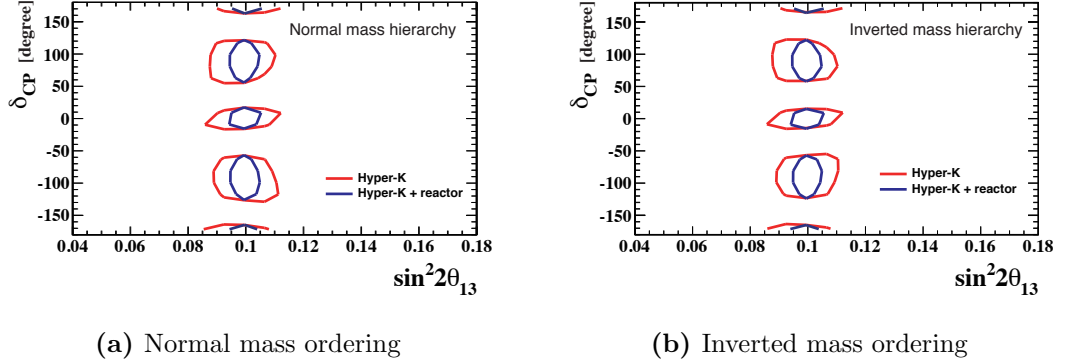 Normal mass hierarchy
δCP [degree]
150
100
50
0
-50
-100
-150
Hyper-K
Hyper-K + reactor
0.04 0.06 0.08 0.1 0.12 0.14 0.16 0.18
sin²2θ₁₃
Inverted mass hierarchy
δCP [degree]
150
100
50
0
-50
-100
-150
Hyper-K
Hyper-K + reactor
0.04 0.06 0.08 0.1 0.12 0.14 0.16 0.18
sin²2θ₁₃
(a) Normal mass ordering
(b) Inverted mass ordering